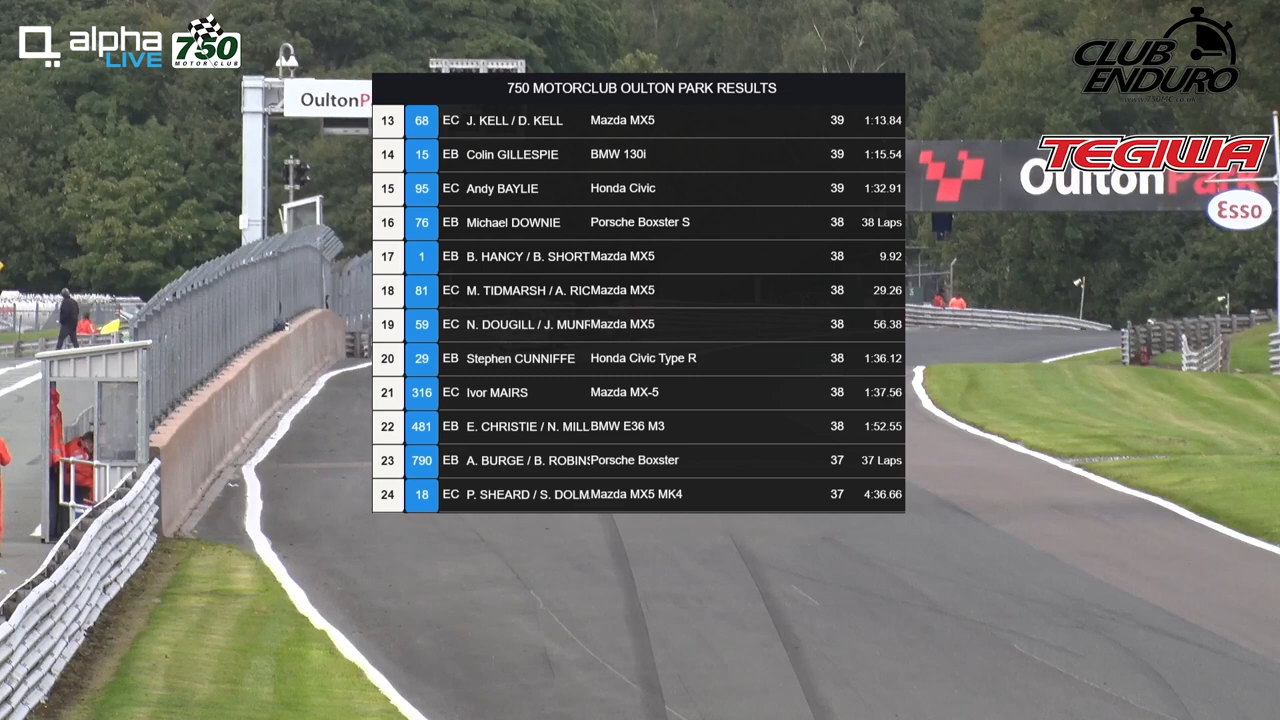 alpha
LIVE
750
MOTOR CLUB
CLUB
ENDURO
TEGIWA
OultonP
OultonPark
Esso
750 MOTORCLUB OULTON PARK RESULTS
13 68 EC J. KELL / D. KELL Mazda MX5 39 1:13.84
14 15 EB Colin GILLESPIE BMW 130i 39 1:15.54
15 95 EC Andy BAYLIE Honda Civic 39 1:32.91
16 76 EB Michael DOWNIE Porsche Boxster S 38 38 Laps
17 1 EB B. HANCY / B. SHORT Mazda MX5 38 9.92
18 81 EC M. TIDMARSH / A. RIC Mazda MX5 38 29.26
19 59 EC N. DOUGILL / J. MUNF Mazda MX5 38 56.38
20 29 EB Stephen CUNNIFFE Honda Civic Type R 38 1:36.12
21 316 EC Ivor MAIRS Mazda MX-5 38 1:37.56
22 481 EB E. CHRISTIE / N. MILL BMW E36 M3 38 1:52.55
23 790 EB A. BURGE / B. ROBIN Porsche Boxster 37 37 Laps
24 18 EC P. SHEARD / S. DOLM Mazda MX5 MK4 37 4:36.66